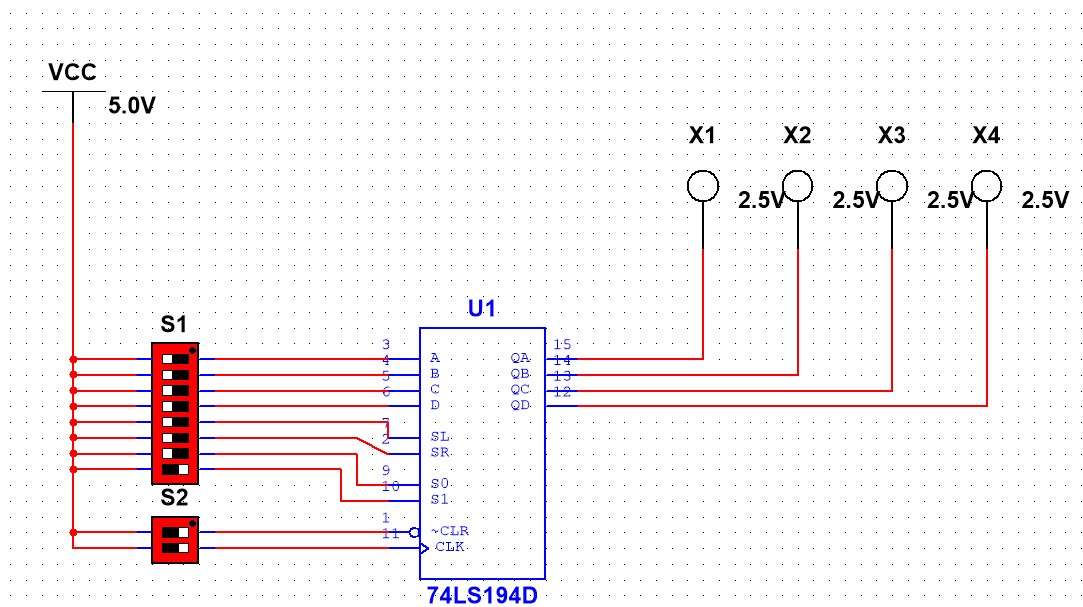 VCC
5.0V
X1 X2 X3 X4
2.5V 2.5V 2.5V 2.5V
S1
U1
3 A QA 15
4 B QB 14
5 C QC 13
6 D QD 12
7 SL
2 SR
9 S0
10 S1
S2
1 ~CLR
11 CLK
74LS194D